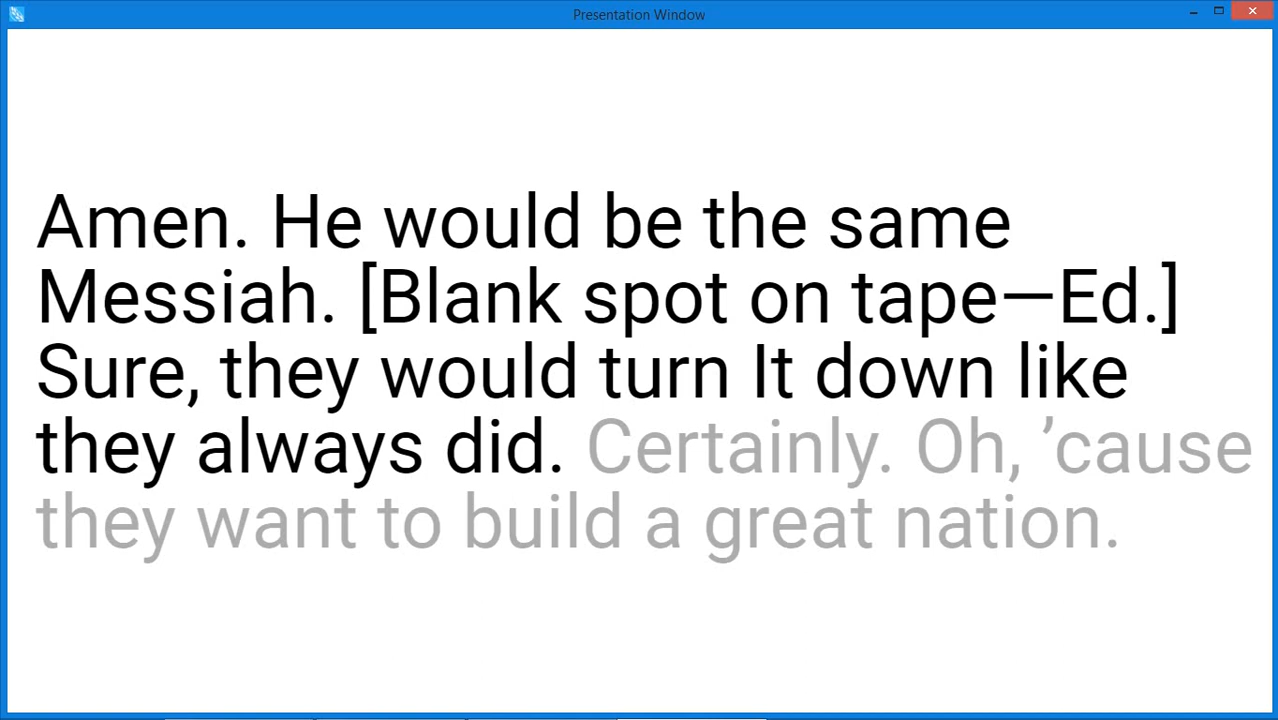 Presentation Window
Amen. He would be the same
Messiah. [Blank spot on tape—Ed.]
Sure, they would turn It down like
they always did. Certainly. Oh, ’cause
they want to build a great nation.